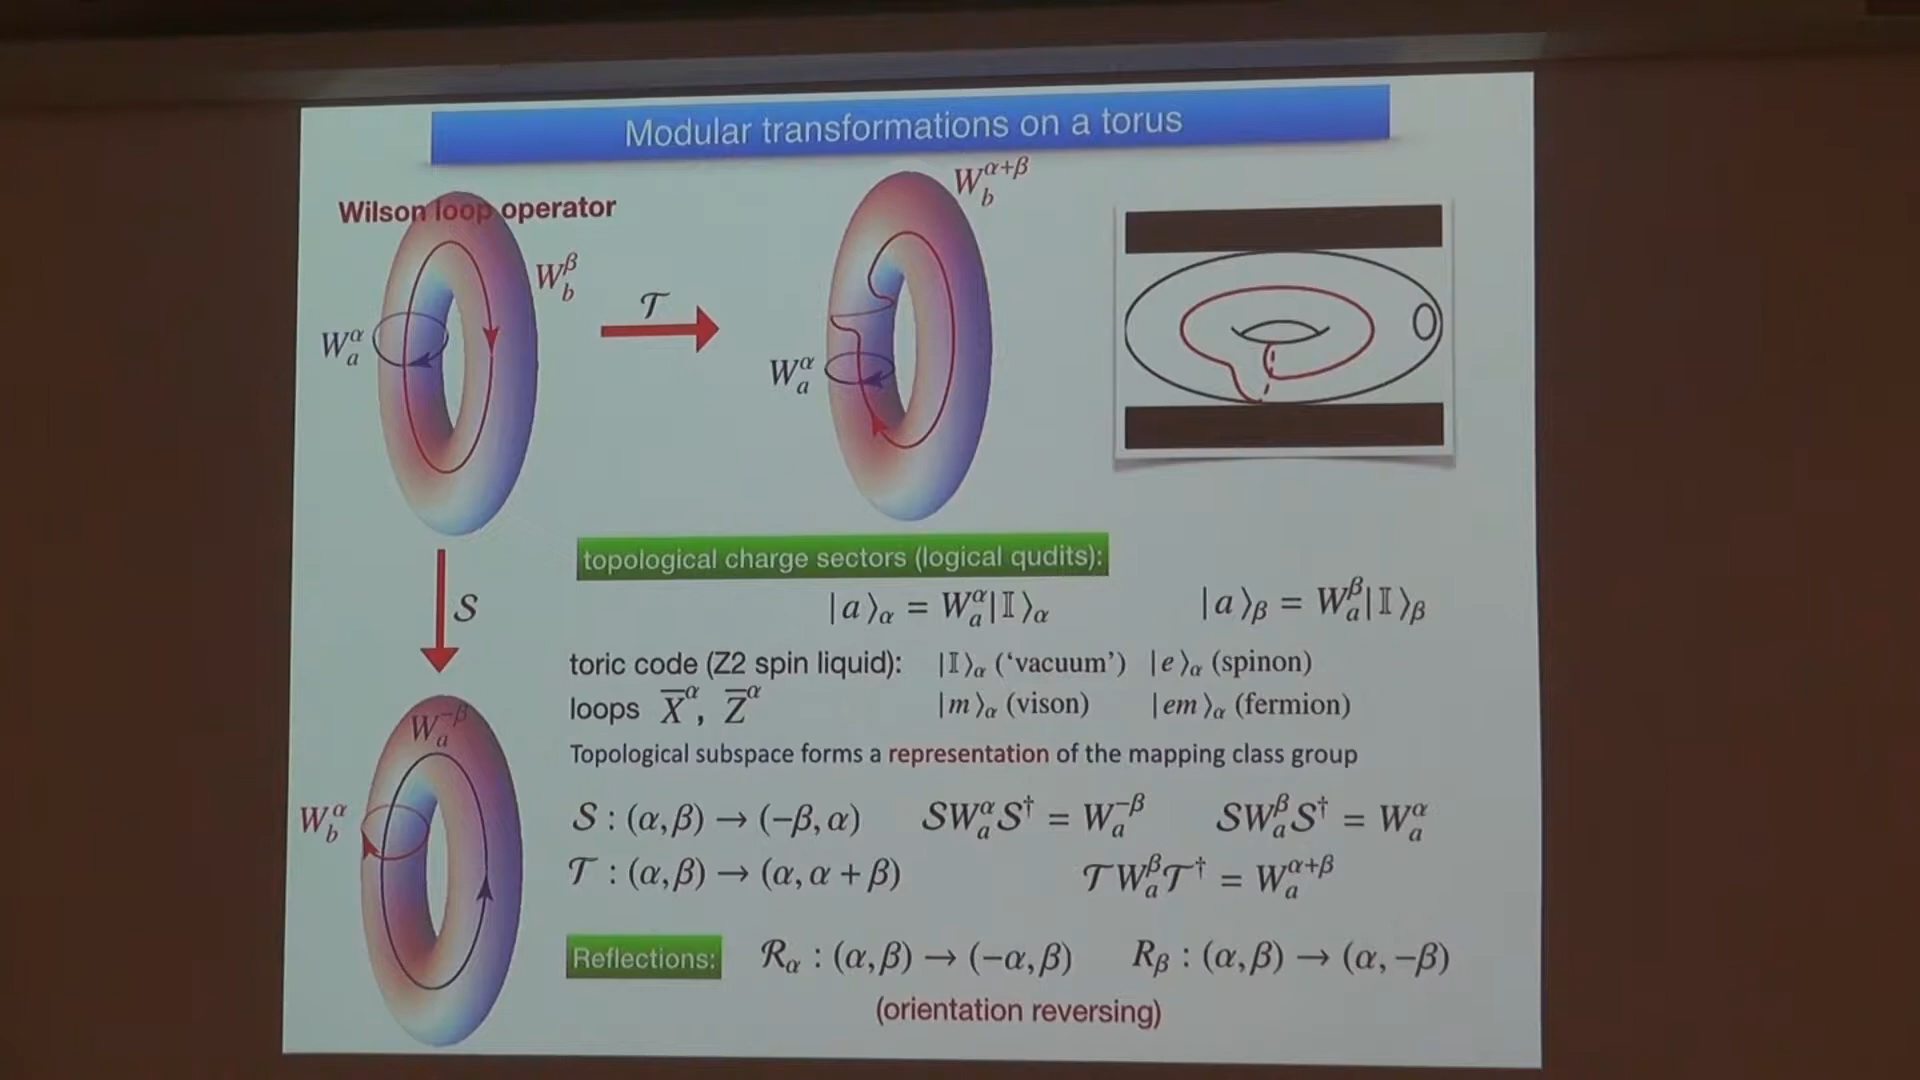 Modular transformations on a torus
Wilson loop operator
W_b^β
W_a^α
𝒯
W_b^{α+β}
W_a^α
𝒮
topological charge sectors (logical qudits):
|a⟩_α = W_a^α|𝕀⟩_α |a⟩_β = W_a^β|𝕀⟩_β
toric code (Z2 spin liquid): |𝕀⟩_α (‘vacuum’) |e⟩_α (spinon)
loops X̅^α, Z̅^α |m⟩_α (vison) |em⟩_α (fermion)
Topological subspace forms a representation of the mapping class group
W_a^{-β}
W_b^α
𝒮 : (α,β) → (−β,α) 𝒮W_a^α𝒮† = W_a^{−β} 𝒮W_a^β𝒮† = W_a^α
𝒯 : (α,β) → (α,α + β) 𝒯W_a^β𝒯† = W_a^{α+β}
Reflections: ℛ_α : (α,β) → (−α,β) R_β : (α,β) → (α,−β)
(orientation reversing)